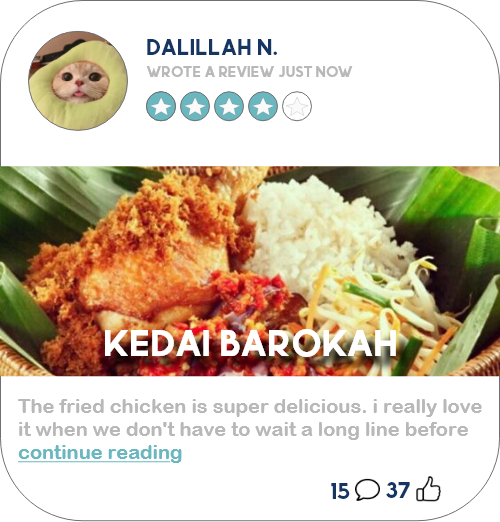 DALILLAH N.
WROTE A REVIEW JUST NOW
KEDAI BAROKAH
The fried chicken is super delicious. i really love
it when we don't have to wait a long line before
continue reading
15 37